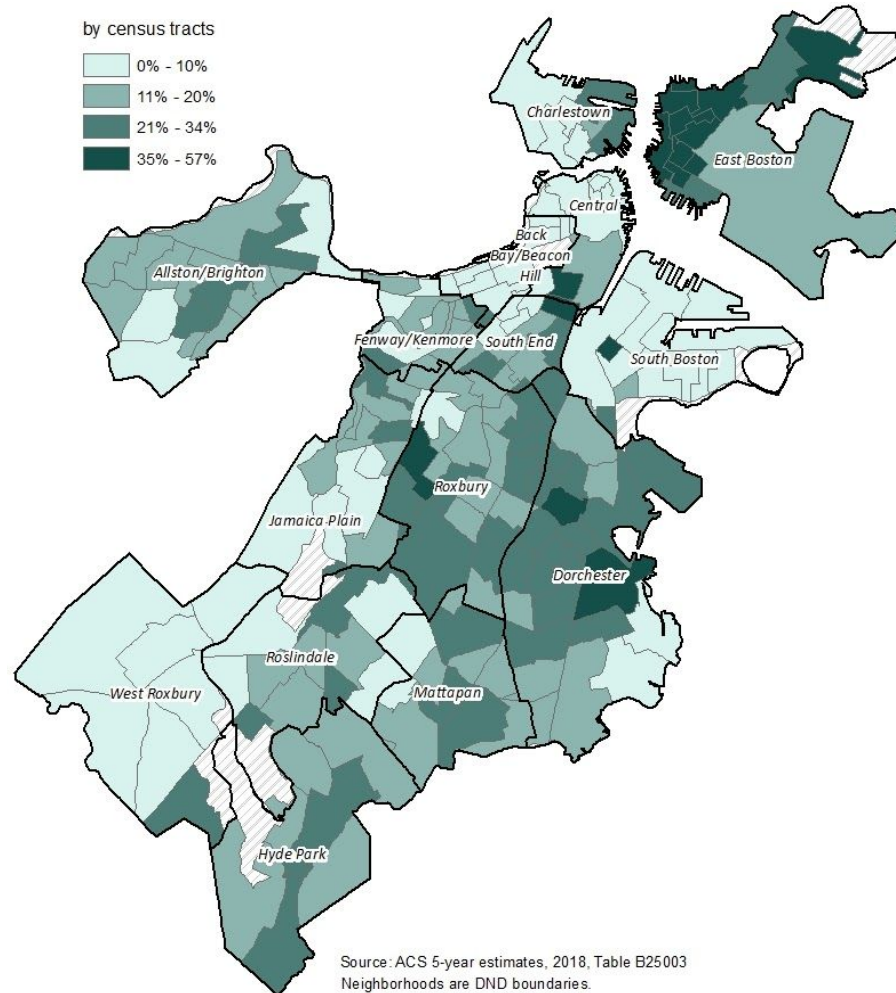 by census tracts
0% - 10%
11% - 20%
21% - 34%
35% - 57%
Charlestown
East Boston
Central
Back
Bay/Beacon
Hill
Allston/Brighton
Fenway/Kenmore
South End
South Boston
Roxbury
Jamaica Plain
Dorchester
Roslindale
West Roxbury
Mattapan
Hyde Park
Source: ACS 5-year estimates, 2018, Table B25003
Neighborhoods are DND boundaries.